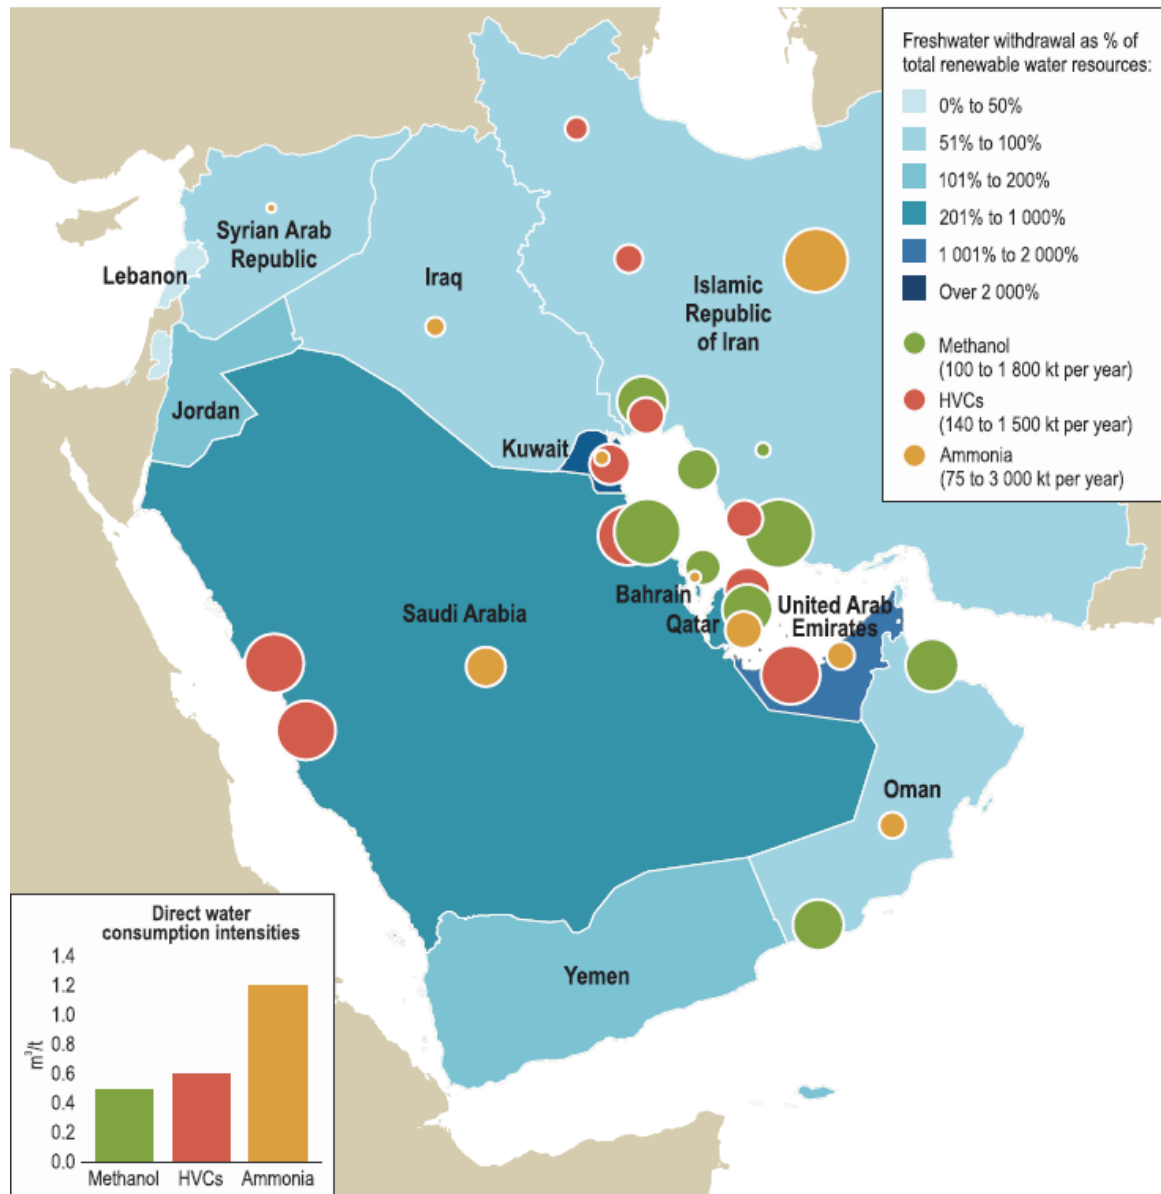 Freshwater withdrawal as % of
total renewable water resources:
0% to 50%
51% to 100%
101% to 200%
201% to 1 000%
1 001% to 2 000%
Over 2 000%
Methanol
(100 to 1 800 kt per year)
HVCs
(140 to 1 500 kt per year)
Ammonia
(75 to 3 000 kt per year)
Syrian Arab
Republic
Lebanon
Iraq
Islamic
Republic
of Iran
Jordan
Kuwait
Bahrain
Saudi Arabia
Qatar
United Arab
Emirates
Oman
Yemen
Direct water
consumption intensities
1.4
1.2
1.0
0.8
0.6
0.4
0.2
0.0
m³/t
Methanol
HVCs
Ammonia